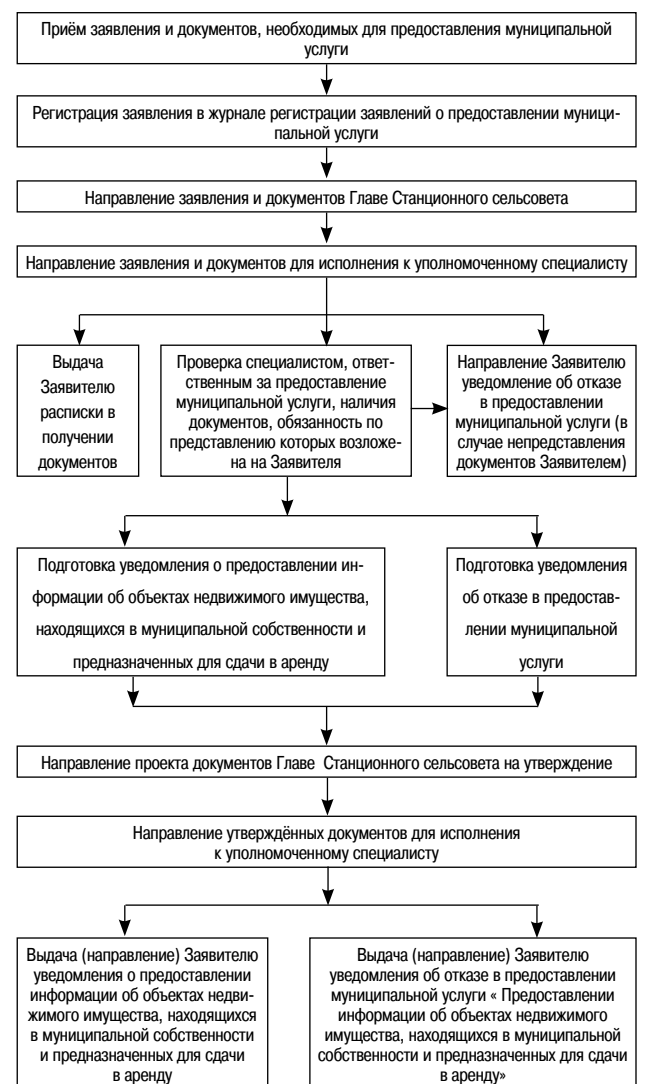 Приём заявления и документов, необходимых для предоставления муниципальной
услуги
Регистрация заявления в журнале регистрации заявлений о предоставлении муници-
пальной услуги
Направление заявления и документов Главе Станционного сельсовета
Направление заявления и документов для исполнения к уполномоченному специалисту
Выдача
Заявителю
расписки в
получении
документов
Проверка специалистом, ответ-
ственным за предоставление
муниципальной услуги, наличия
документов, обязанность по
представлению которых возложе-
на на Заявителя
Направление Заявителю
уведомление об отказе
в предоставлении
муниципальной услуги (в
случае непредставления
документов Заявителем)
Подготовка уведомления о предоставлении ин-
формации об объектах недвижимого имущества,
находящихся в муниципальной собственности и
предназначенных для сдачи в аренду
Подготовка уведомления
об отказе в предостав-
лении муниципальной
услуги
Направление проекта документов Главе Станционного сельсовета на утверждение
Направление утверждённых документов для исполнения
к уполномоченному специалисту
Выдача (направление) Заявителю
уведомления о предоставлении
информации об объектах недви-
жимого имущества, находящихся
в муниципальной собственности
и предназначенных для сдачи
в аренду
Выдача (направление) Заявителю
уведомления об отказе в предоставлении
муниципальной услуги « Предоставлении
информации об объектах недвижимого
имущества, находящихся в муниципальной
собственности и предназначенных для сдачи
в аренду»